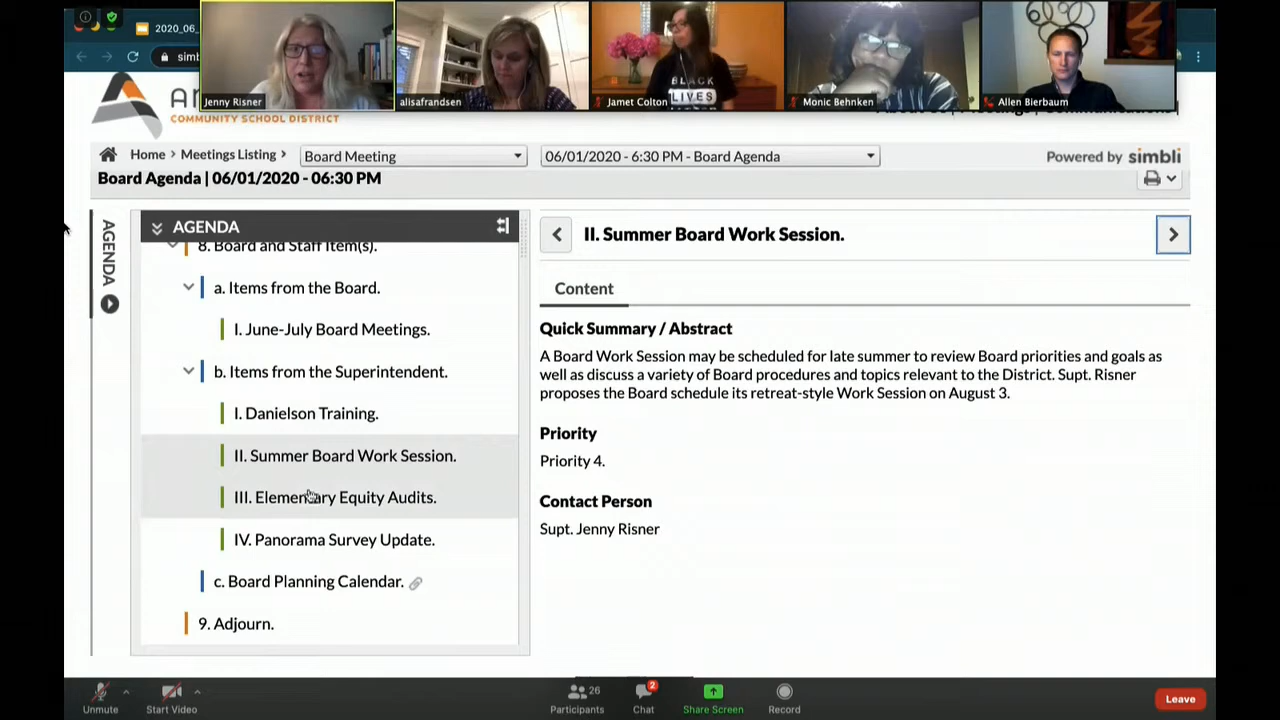 2020_06_
simb
Jenny Risner
alisafrandsen
Jamet Colton
BLACK
LIVES
Monic Behnken
Allen Bierbaum
COMMUNITY SCHOOL DISTRICT
Home > Meetings Listing >
Board Meeting
06/01/2020 - 6:30 PM - Board Agenda
Powered by simbli
Board Agenda | 06/01/2020 - 06:30 PM
AGENDA
AGENDA
8. Board and Staff Item(s).
a. Items from the Board.
I. June-July Board Meetings.
b. Items from the Superintendent.
I. Danielson Training.
II. Summer Board Work Session.
III. Elementary Equity Audits.
IV. Panorama Survey Update.
c. Board Planning Calendar.
9. Adjourn.
II. Summer Board Work Session.
Content
Quick Summary / Abstract
A Board Work Session may be scheduled for late summer to review Board priorities and goals as
well as discuss a variety of Board procedures and topics relevant to the District. Supt. Risner
proposes the Board schedule its retreat-style Work Session on August 3.
Priority
Priority 4.
Contact Person
Supt. Jenny Risner
Unmute
Start Video
26
Participants
2
Chat
Share Screen
Record
Leave